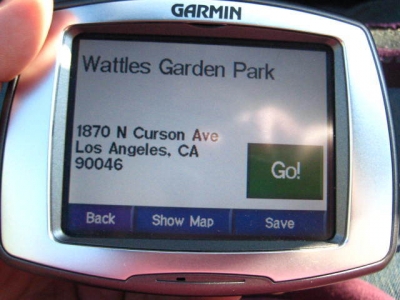 GARMIN
Wattles Garden Park
1870 N Curson Ave
Los Angeles, CA
90046
Go!
Back Show Map Save